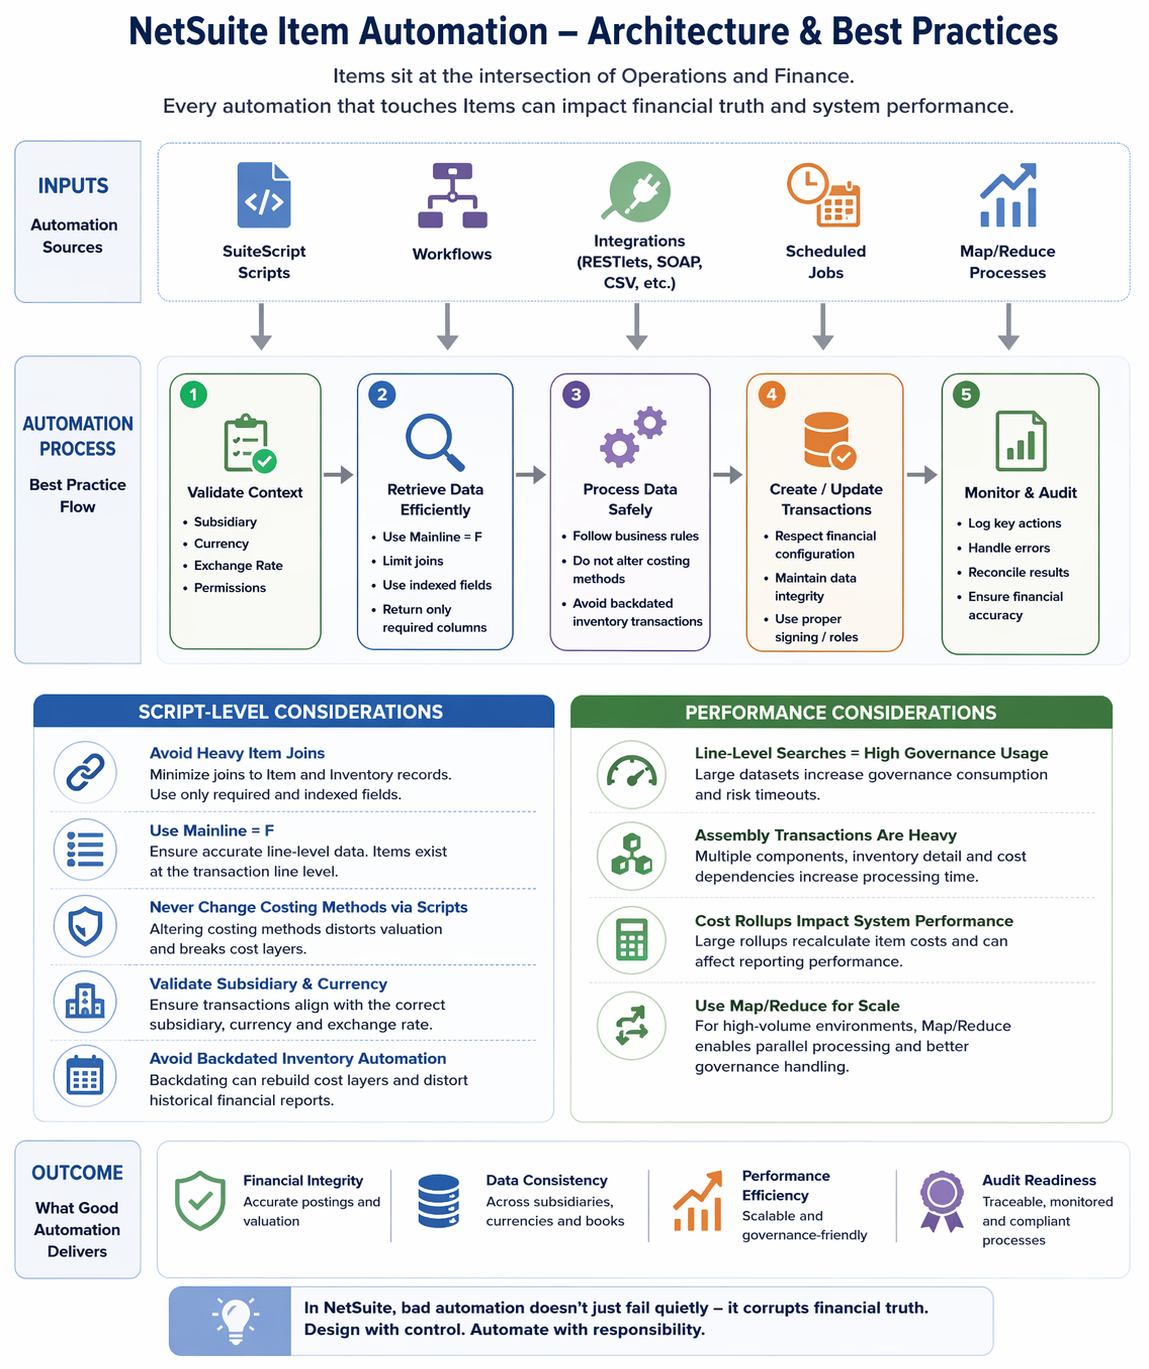 NetSuite Item Automation – Architecture & Best Practices
Items sit at the intersection of Operations and Finance.
Every automation that touches Items can impact financial truth and system performance.
INPUTS
Automation
Sources
</>
SuiteScript
Scripts
Workflows
Integrations
(RESTlets, SOAP,
CSV, etc.)
Scheduled
Jobs
Map/Reduce
Processes
AUTOMATION
PROCESS
Best Practice
Flow
1
Validate Context
• Subsidiary
• Currency
• Exchange Rate
• Permissions
2
Retrieve Data
Efficiently
• Use Mainline = F
• Limit joins
• Use indexed fields
• Return only
required columns
3
Process Data
Safely
• Follow business rules
• Do not alter costing
methods
• Avoid backdated
inventory transactions
4
Create / Update
Transactions
• Respect financial
configuration
• Maintain data
integrity
• Use proper
signing / roles
5
Monitor & Audit
• Log key actions
• Handle errors
• Reconcile results
• Ensure financial
accuracy
SCRIPT-LEVEL CONSIDERATIONS
Avoid Heavy Item Joins
Minimize joins to Item and Inventory records.
Use only required and indexed fields.
Use Mainline = F
Ensure accurate line-level data. Items exist
at the transaction line level.
Never Change Costing Methods via Scripts
Altering costing methods distorts valuation
and breaks cost layers.
Validate Subsidiary & Currency
Ensure transactions align with the correct
subsidiary, currency and exchange rate.
Avoid Backdated Inventory Automation
Backdating can rebuild cost layers and distort
historical financial reports.
PERFORMANCE CONSIDERATIONS
Line-Level Searches = High Governance Usage
Large datasets increase governance consumption
and risk timeouts.
Assembly Transactions Are Heavy
Multiple components, inventory detail and cost
dependencies increase processing time.
Cost Rollups Impact System Performance
Large rollups recalculate item costs and can
affect reporting performance.
Use Map/Reduce for Scale
For high-volume environments, Map/Reduce
enables parallel processing and better
governance handling.
OUTCOME
What Good
Automation
Delivers
Financial Integrity
Accurate postings and
valuation
Data Consistency
Across subsidiaries,
currencies and books
Performance
Efficiency
Scalable and
governance-friendly
Audit Readiness
Traceable, monitored
and compliant
processes
In NetSuite, bad automation doesn't just fail quietly – it corrupts financial truth.
Design with control. Automate with responsibility.